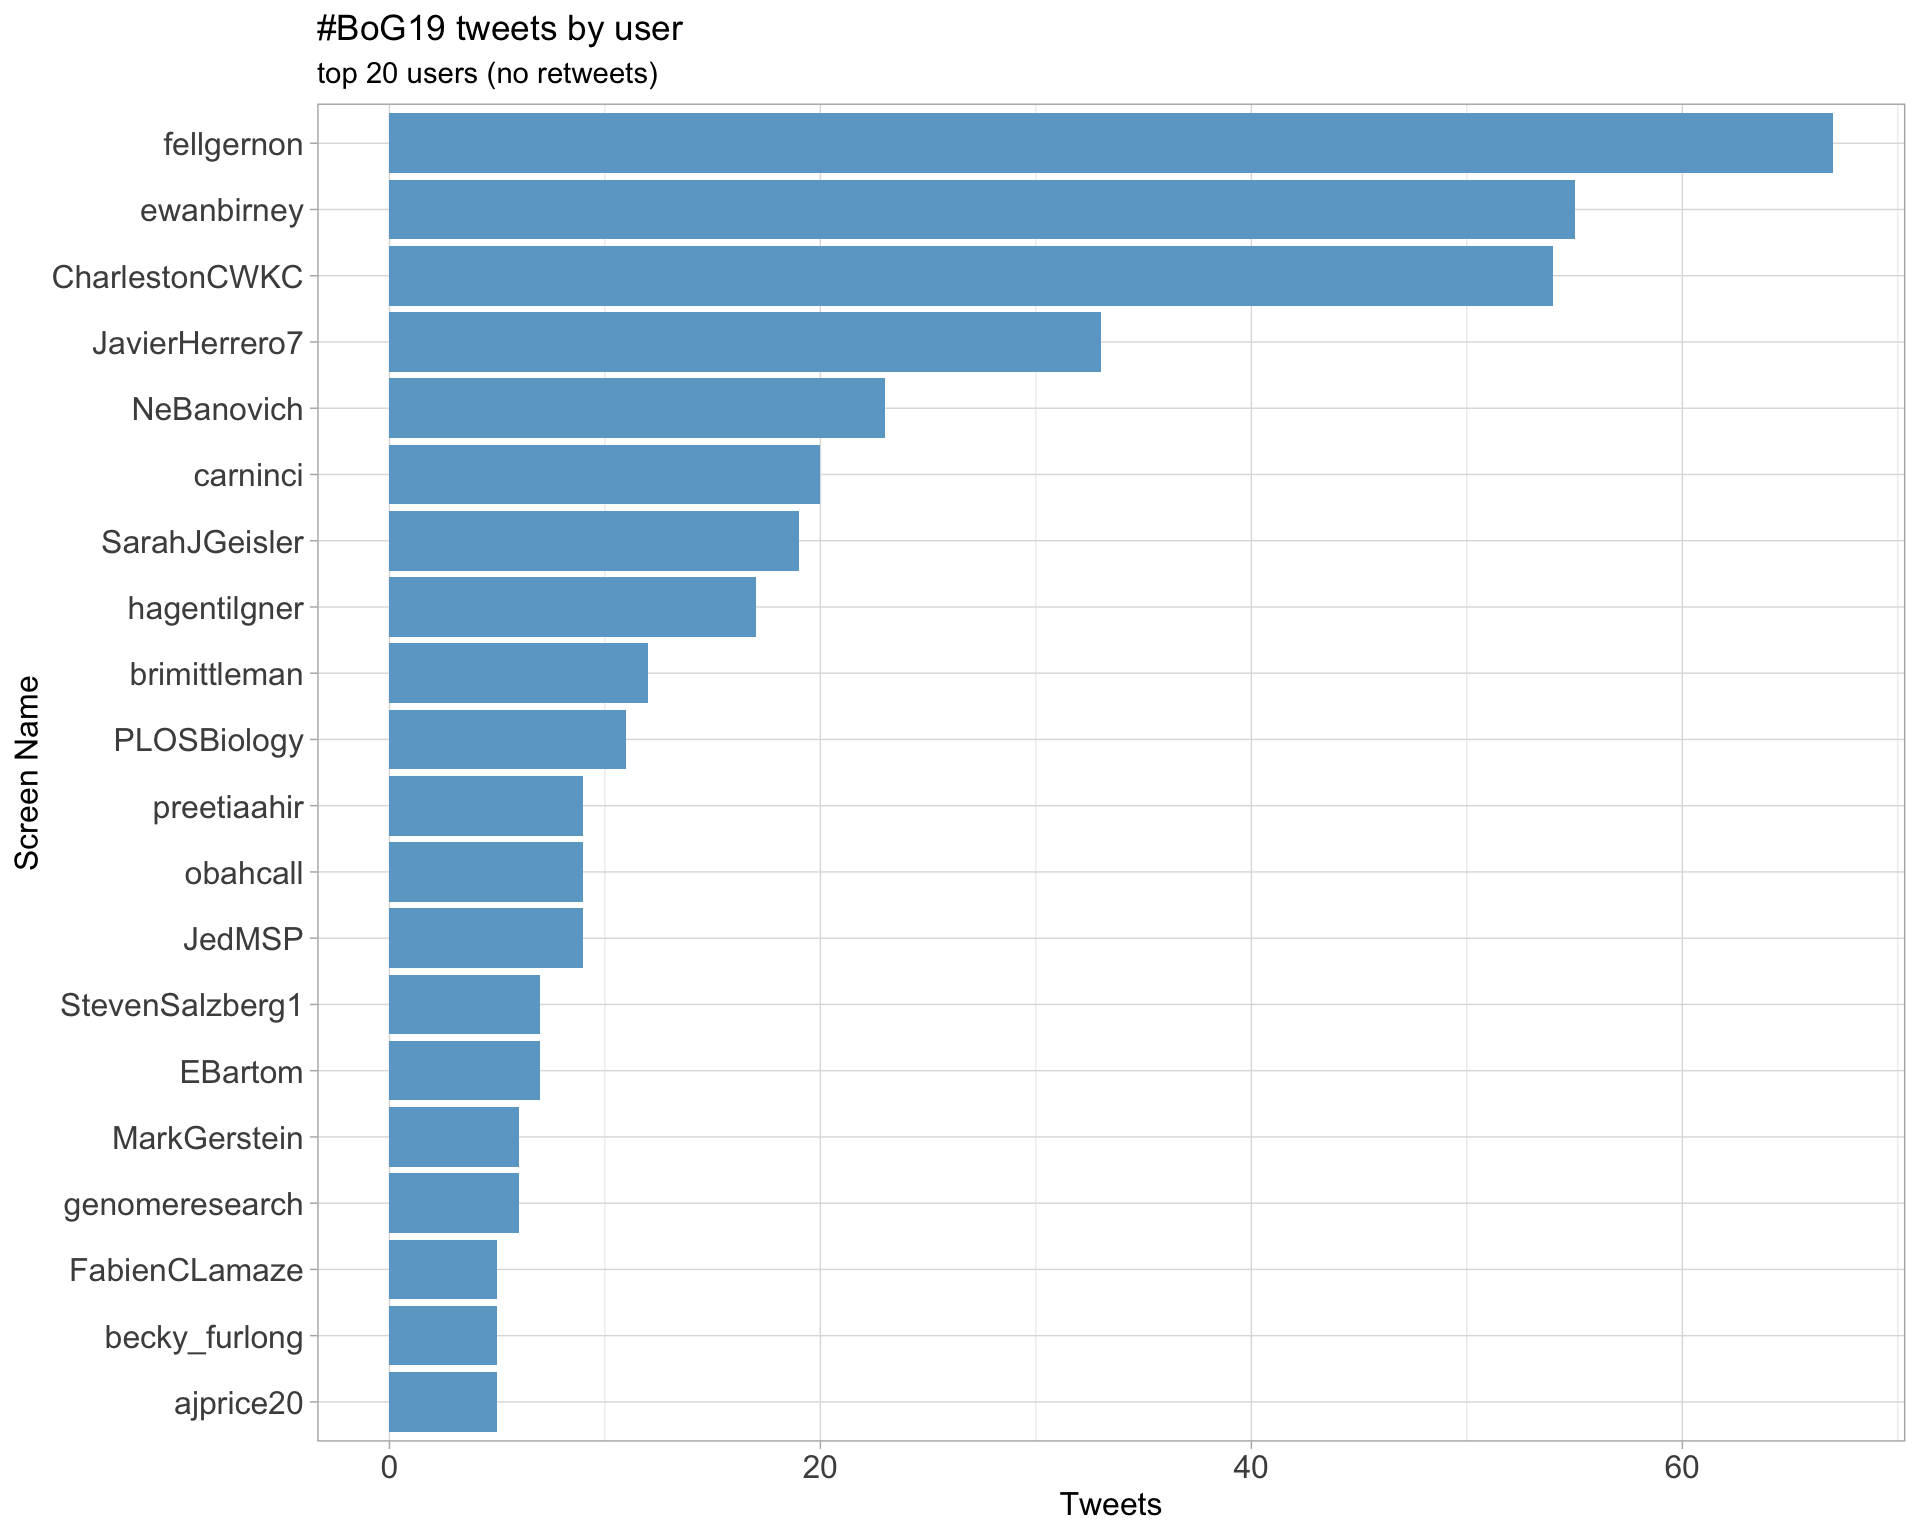 #BoG19 tweets by user
top 20 users (no retweets)
fellgernon
ewanbirney
CharlestonCWKC
JavierHerrero7
NeBanovich
carninci
SarahJGeisler
hagentilgner
brimittleman
PLOSBiology
preetiaahir
obahcall
JedMSP
StevenSalzberg1
EBartom
MarkGerstein
genomeresearch
FabienCLamaze
becky_furlong
ajprice20
Screen Name
0 20 40 60
Tweets